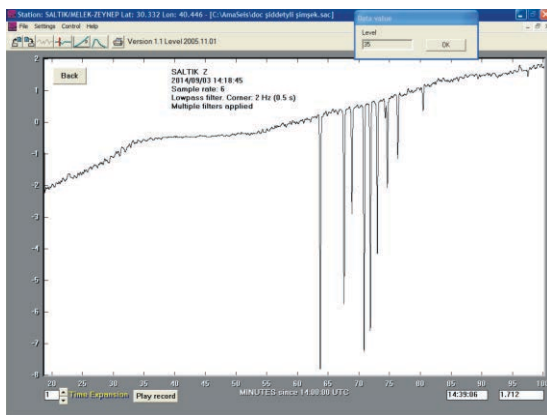 Station: SALTIK/MELEK-ZEYNEP Lat: 30.332 Lon: 40.446 - [C:\AmaSeis\doc şiddetyli şimşek.sac]
File Settings Control Help
Version 1.1 Level 2005.11.01
Data value
Level
35
OK
Back
SALTIK Z
2014/09/03 14:18:45
Sample rate: 6
Lowpass filter. Corner: 2 Hz (0.5 s)
Multiple filters applied
2
1
0
-1
-2
-3
-4
-5
-6
-7
-8
20 25 30 35 40 45 50 55 60 65 70 75 80 85 90 95 100
1 Time Expansion Play record MINUTES since 14:00:00 UTC 14:39:06 1.712